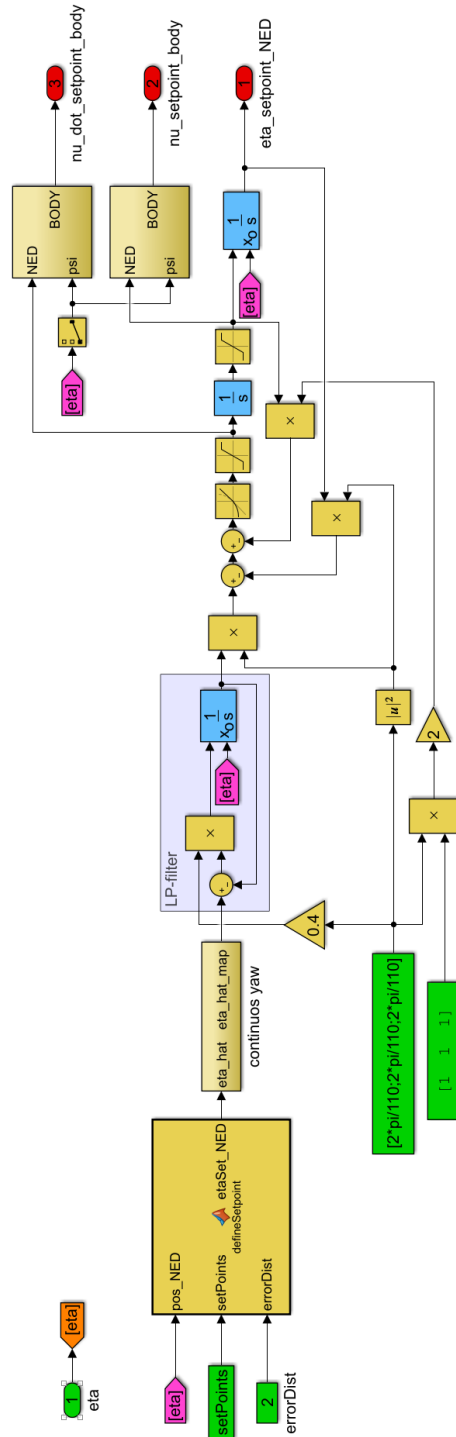 1
eta
[eta]
[eta]
setPoints
2
errorDist
pos_NED
setPoints
errorDist
etaSet_NED
defineSetpoint
eta_hat
eta_hat_map
continuos yaw
LP-filter
+
-
×
[eta]
1
s
xo
0.4
[2*pi/110;2*pi/110;2*pi/110]
[1 1 1]
×
2
|u|²
×
+
-
+
-
×
×
1
s
[eta]
1
s
xo
[eta]
NED
psi
BODY
NED
psi
BODY
3
nu_dot_setpoint_body
2
nu_setpoint_body
1
eta_setpoint_NED